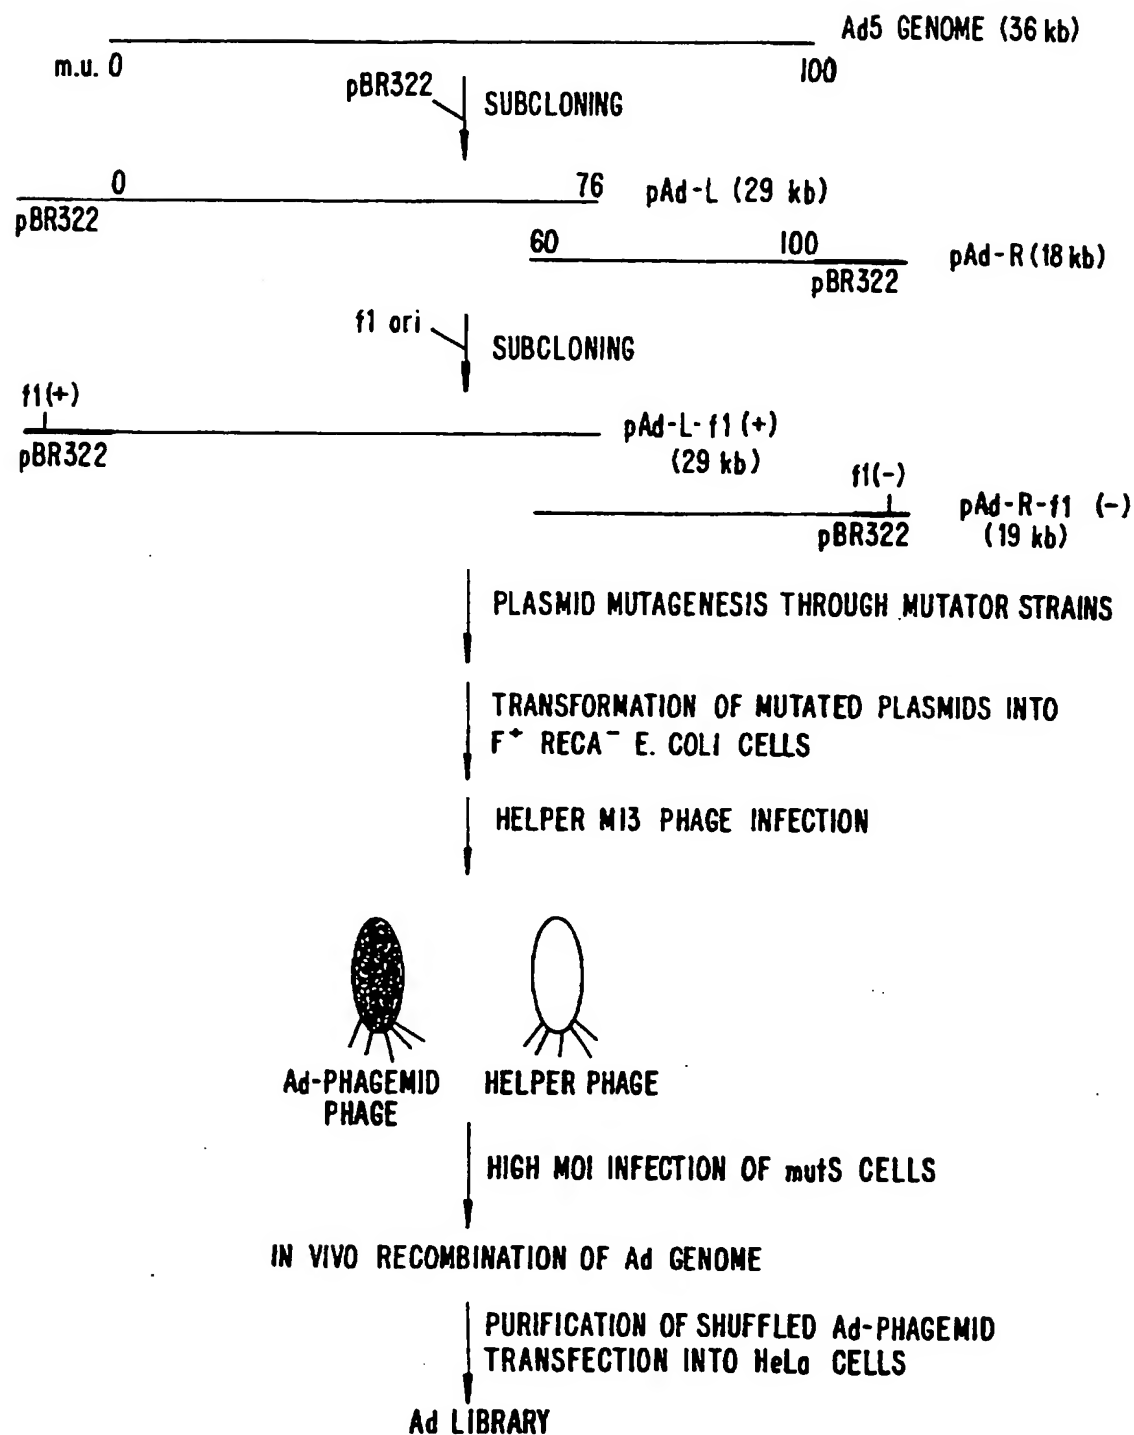 Ad5 GENOME (36 kb)
m.u. 0
100
pBR322
SUBCLONING
0
76
pAd-L (29 kb)
pBR322
60
100
pAd-R (18 kb)
pBR322
f1 ori
SUBCLONING
f1(+)
pBR322
pAd-L-f1 (+)
(29 kb)
f1(-)
pAd-R-f1 (-)
pBR322
(19 kb)
PLASMID MUTAGENESIS THROUGH MUTATOR STRAINS
TRANSFORMATION OF MUTATED PLASMIDS INTO
F⁺ RECA⁻ E. COLI CELLS
HELPER M13 PHAGE INFECTION
Ad-PHAGEMID
PHAGE
HELPER PHAGE
HIGH MOI INFECTION OF mutS CELLS
IN VIVO RECOMBINATION OF Ad GENOME
PURIFICATION OF SHUFFLED Ad-PHAGEMID
TRANSFECTION INTO HeLa CELLS
Ad LIBRARY